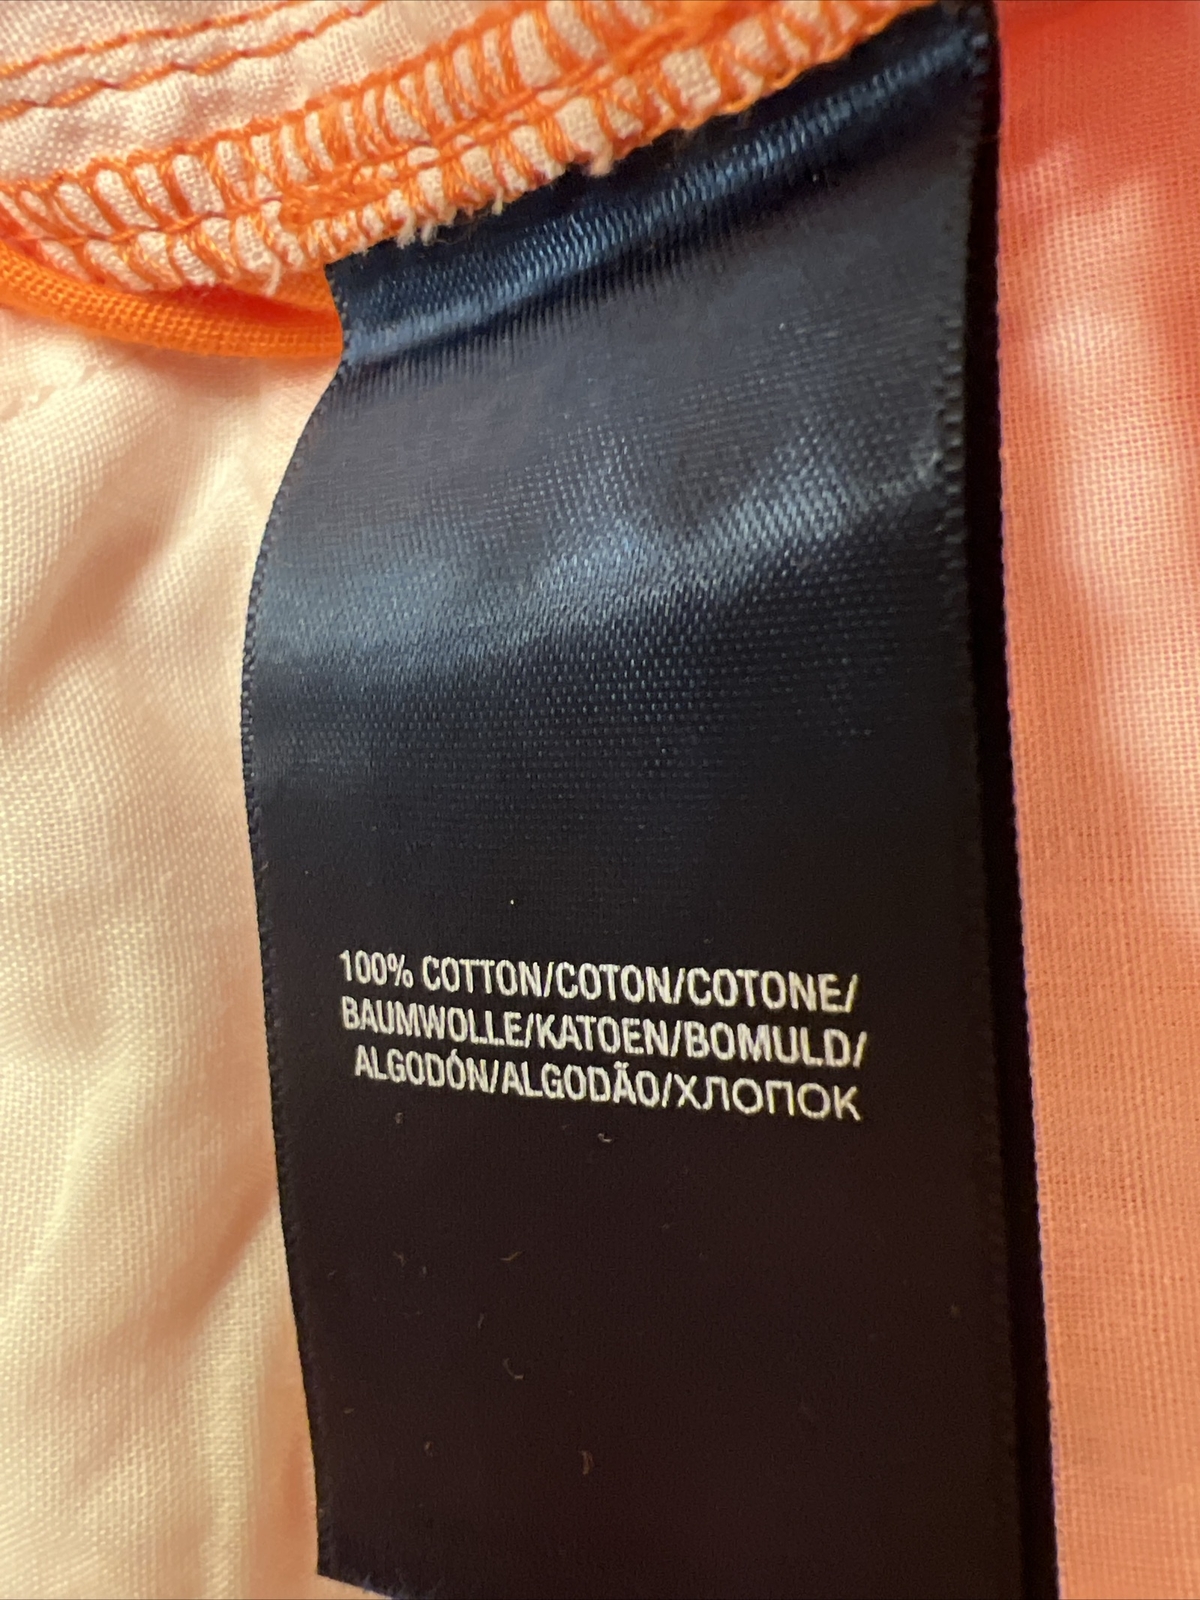 100% COTTON/COTON/COTONE/
BAUMWOLLE/KATOEN/BOMULD/
ALGODÓN/ALGODÃO/ХЛОПОК